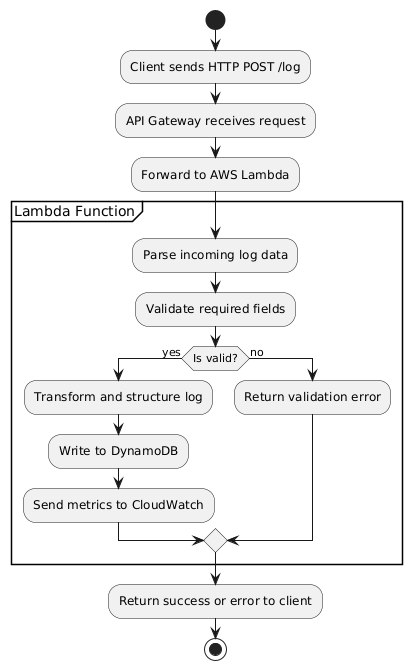 Client sends HTTP POST /log
API Gateway receives request
Forward to AWS Lambda
Lambda Function
Parse incoming log data
Validate required fields
yes
Is valid?
no
Transform and structure log
Return validation error
Write to DynamoDB
Send metrics to CloudWatch
Return success or error to client